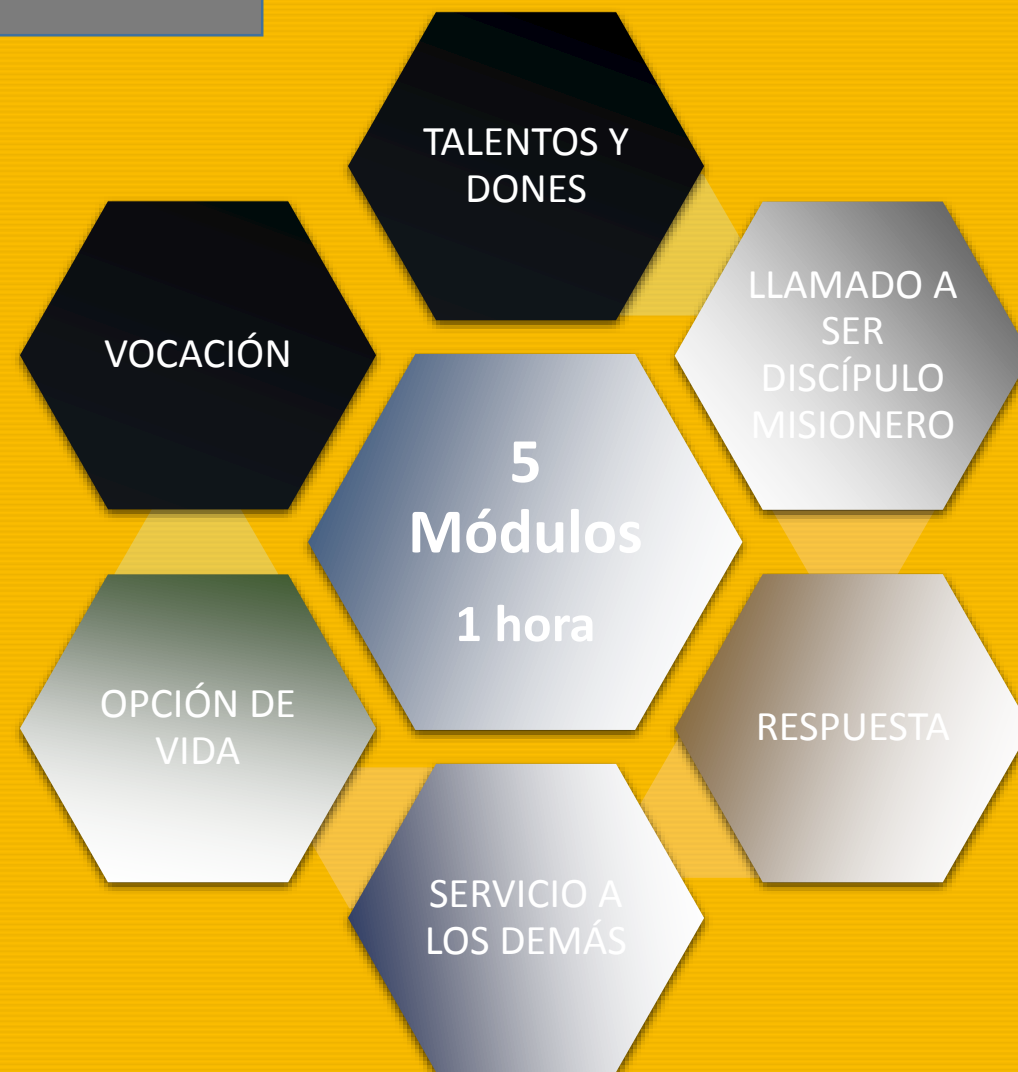 TALENTOS Y
DONES
LLAMADO A
SER
DISCÍPULO
MISIONERO
RESPUESTA
SERVICIO A
LOS DEMÁS
OPCIÓN DE
VIDA
VOCACIÓN
5
Módulos
1 hora